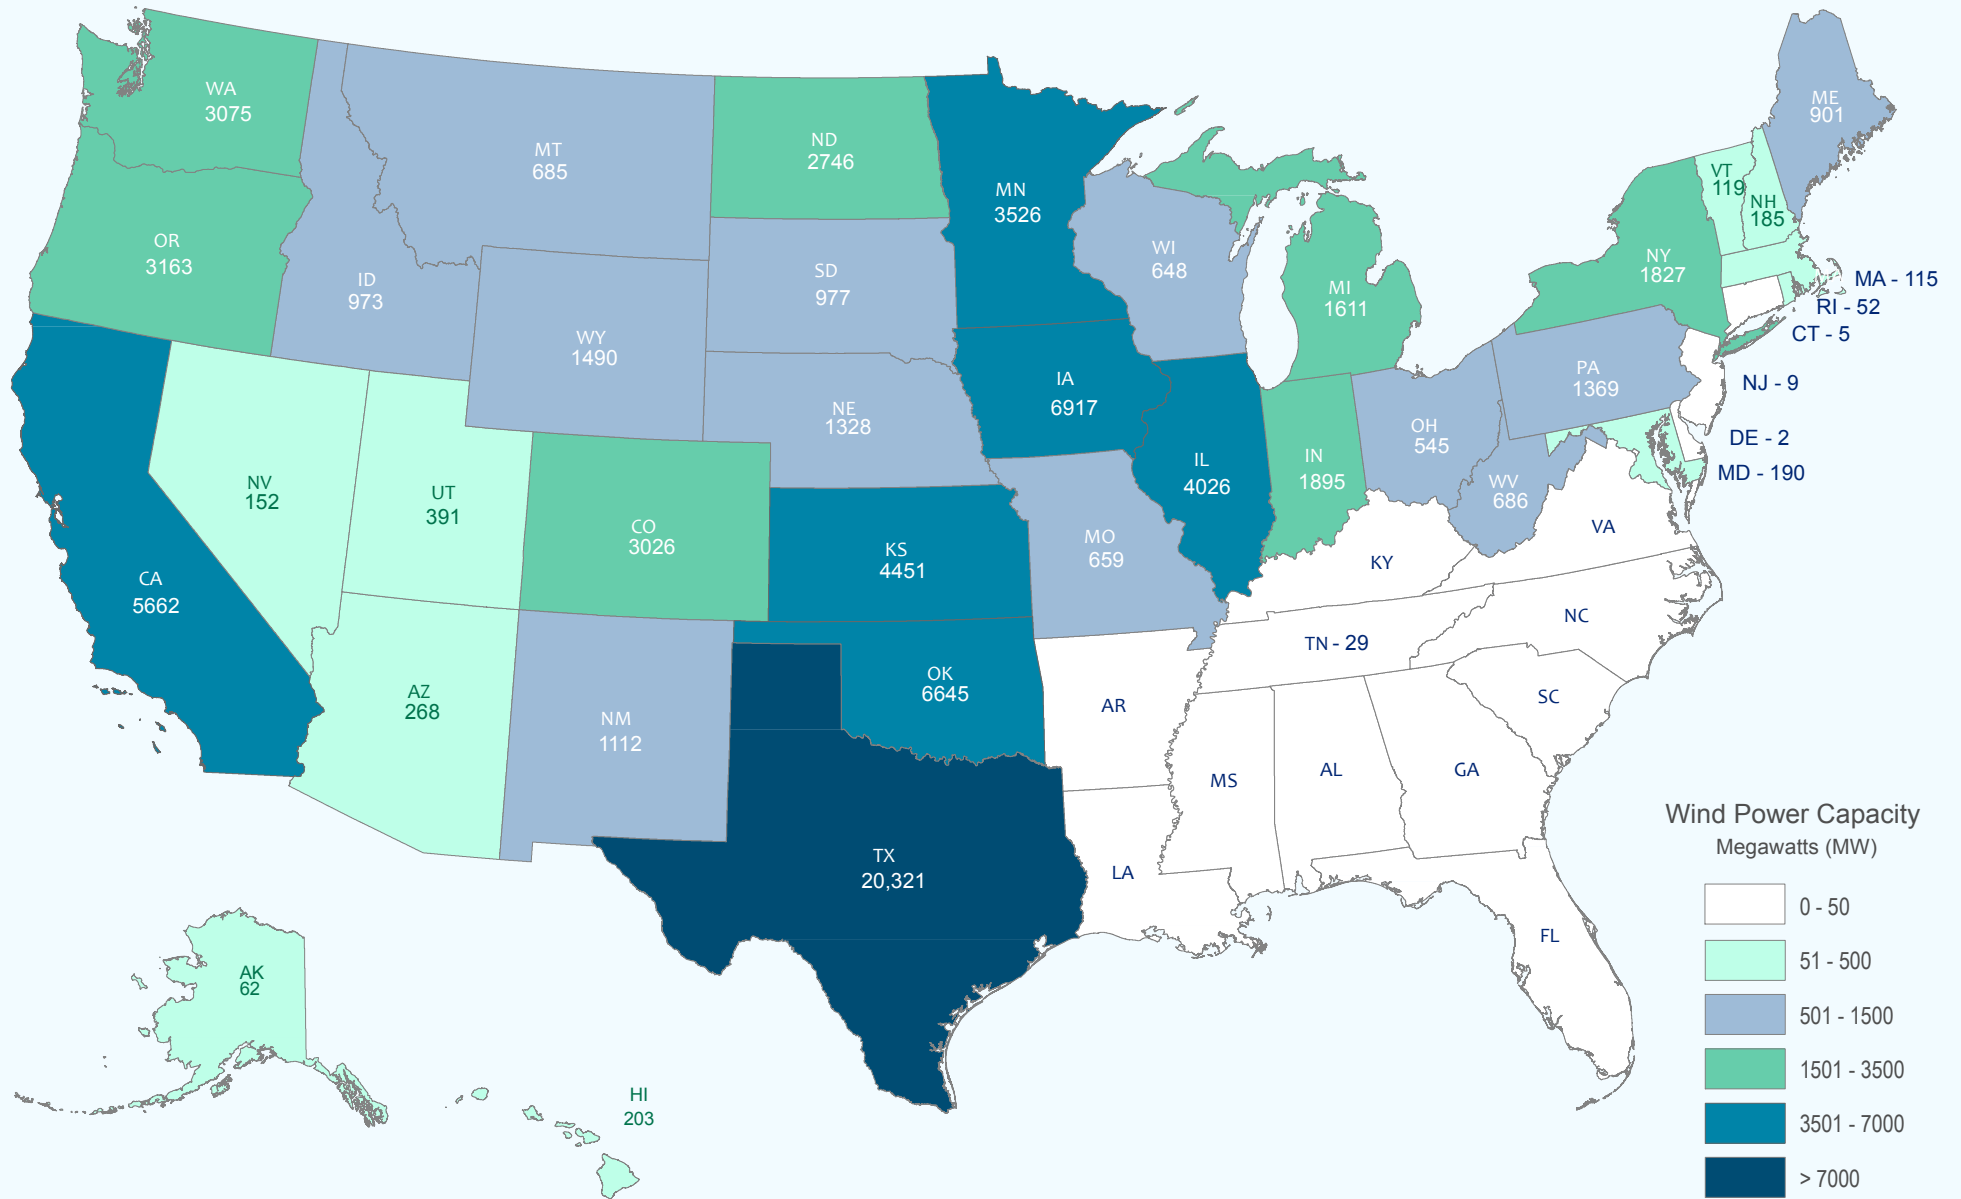 WA
3075
OR
3163
CA
5662
NV
152
ID
973
MT
685
WY
1490
UT
391
AZ
268
CO
3026
NM
1112
ND
2746
SD
977
NE
1328
KS
4451
OK
6645
TX
20,321
MN
3526
IA
6917
MO
659
AR
LA
WI
648
IL
4026
MI
1611
IN
1895
OH
545
KY
TN - 29
MS
AL
GA
FL
SC
NC
VA
WV
686
PA
1369
NY
1827
VT
119
NH
185
ME
901
MA - 115
RI - 52
CT - 5
NJ - 9
DE - 2
MD - 190
AK
62
HI
203
Wind Power Capacity
Megawatts (MW)
0 - 50
51 - 500
501 - 1500
1501 - 3500
3501 - 7000
> 7000